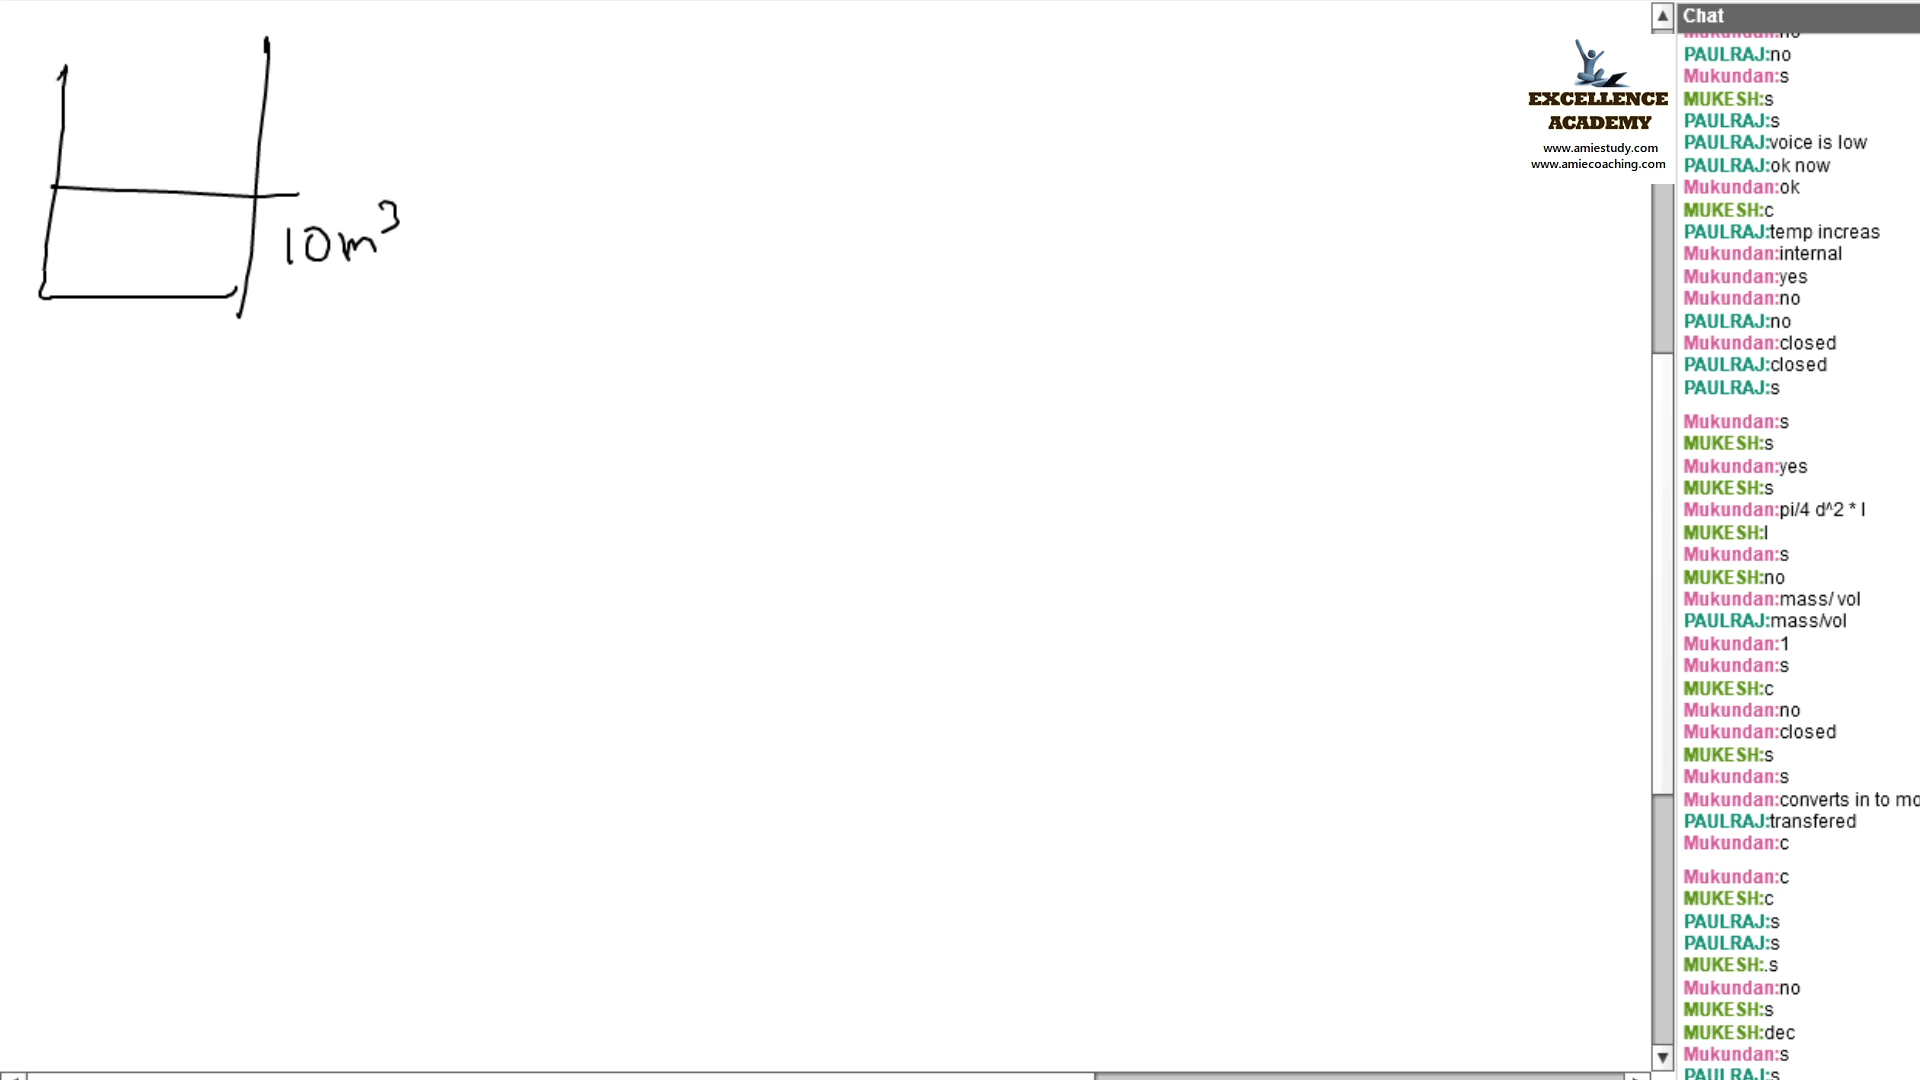 10m³
EXCELLENCE
ACADEMY
www.amiestudy.com
www.amiecoaching.com
Chat
Mukundan:no
PAULRAJ:no
Mukundan:s
MUKESH:s
PAULRAJ:s
PAULRAJ:voice is low
PAULRAJ:ok now
Mukundan:ok
MUKESH:c
PAULRAJ:temp increas
Mukundan:internal
Mukundan:yes
Mukundan:no
PAULRAJ:no
Mukundan:closed
PAULRAJ:closed
PAULRAJ:s
Mukundan:s
MUKESH:s
Mukundan:yes
MUKESH:s
Mukundan:pi/4 d^2 * l
MUKESH:l
Mukundan:s
MUKESH:no
Mukundan:mass/ vol
PAULRAJ:mass/vol
Mukundan:1
Mukundan:s
MUKESH:c
Mukundan:no
Mukundan:closed
MUKESH:s
Mukundan:s
Mukundan:converts in to mo
PAULRAJ:transfered
Mukundan:c
Mukundan:c
MUKESH:c
PAULRAJ:s
PAULRAJ:s
MUKESH:.s
Mukundan:no
MUKESH:s
MUKESH:dec
Mukundan:s
PAULRAJ:s